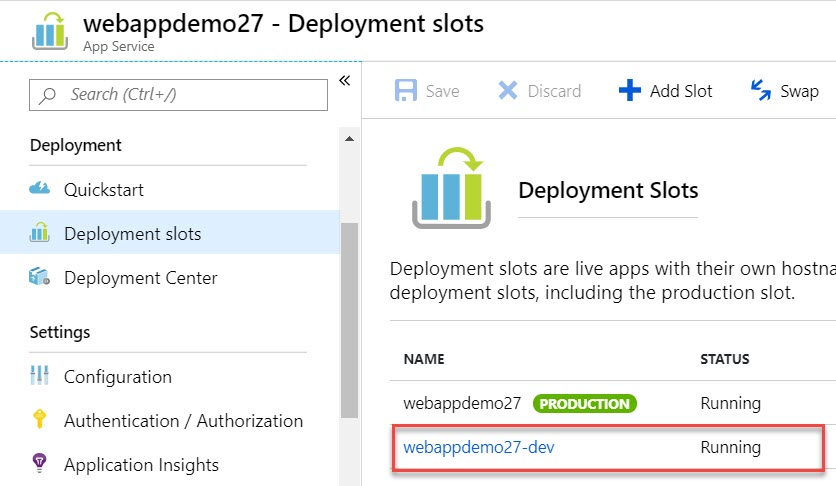 webappdemo27 - Deployment slots
App Service
Search (Ctrl+/)
«
Save
Discard
Add Slot
Swap
Deployment
Quickstart
Deployment slots
Deployment Center
Settings
Configuration
Authentication / Authorization
Application Insights
Deployment Slots
Deployment slots are live apps with their own hostna
deployment slots, including the production slot.
NAME STATUS
webappdemo27 PRODUCTION Running
webappdemo27-dev Running